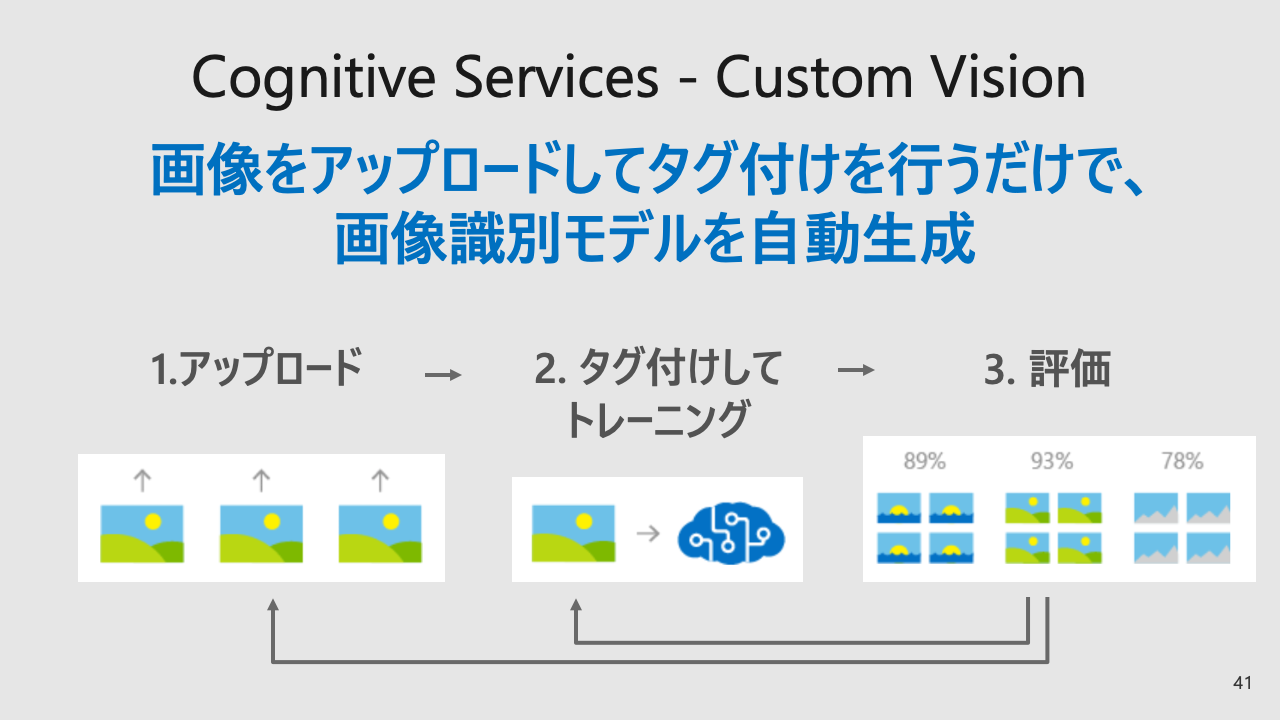 Cognitive Services - Custom Vision
画像をアップロードしてタグ付けを行うだけで、
画像識別モデルを自動生成
1.アップロード
2. タグ付けして
トレーニング
3. 評価
89%
93%
78%
41